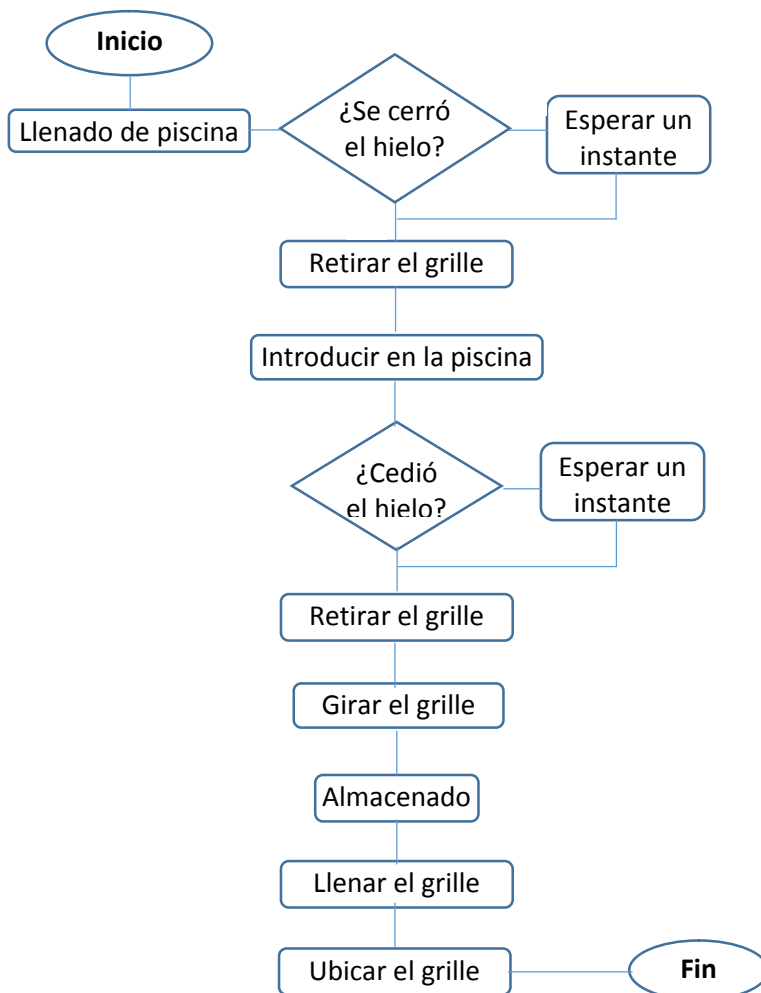 Inicio
Llenado de piscina
¿Se cerró
el hielo?
Esperar un
instante
Retirar el grille
Introducir en la piscina
¿Cedió
el hielo?
Esperar un
instante
Retirar el grille
Girar el grille
Almacenado
Llenar el grille
Ubicar el grille
Fin